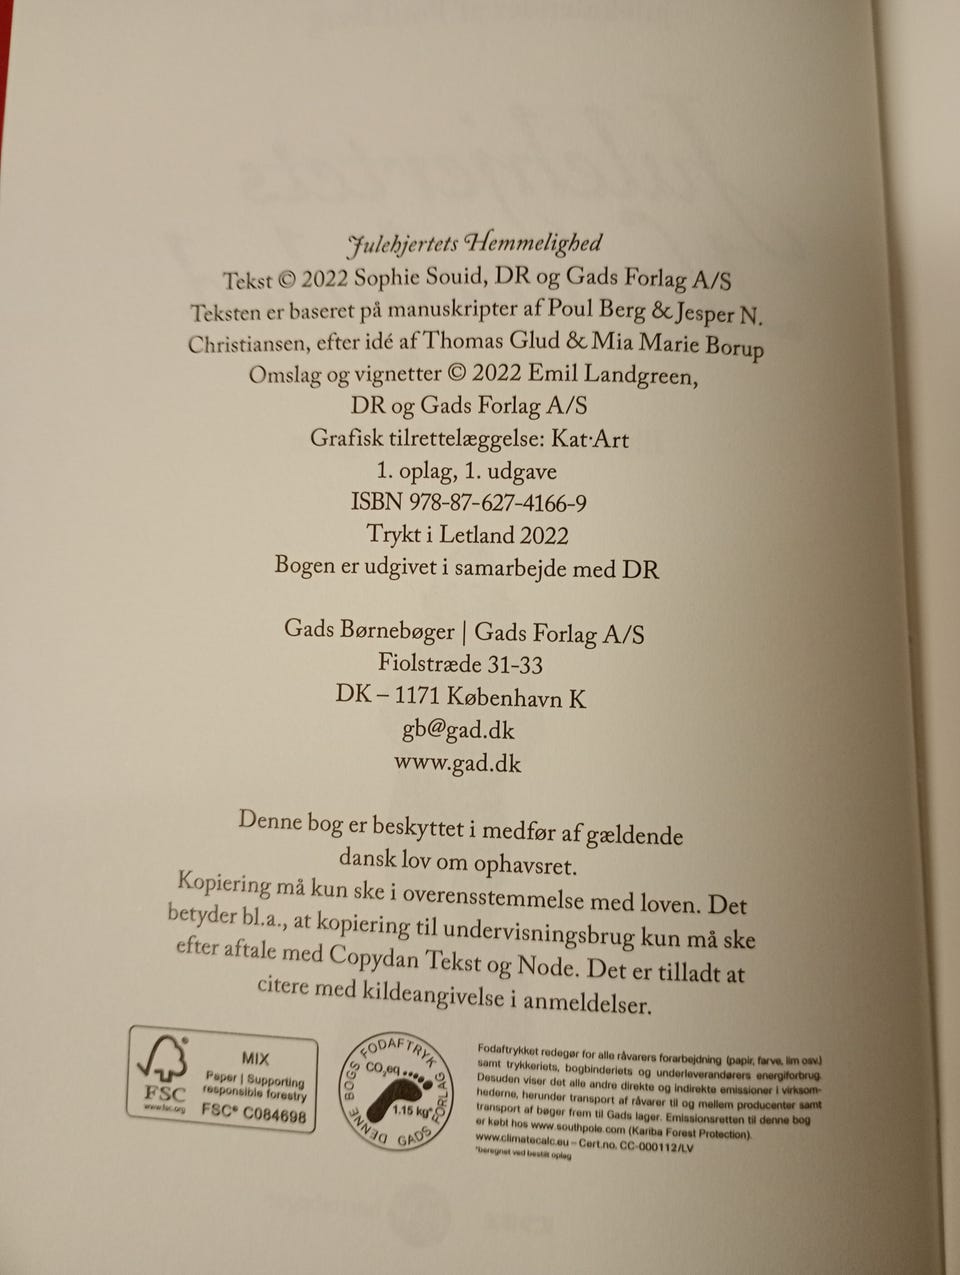 Julehjertets Hemmelighed
Tekst © 2022 Sophie Souid, DR og Gads Forlag A/S
Teksten er baseret på manuskripter af Poul Berg & Jesper N.
Christiansen, efter idé af Thomas Glud & Mia Marie Borup
Omslag og vignetter © 2022 Emil Landgreen,
DR og Gads Forlag A/S
Grafisk tilrettelæggelse: Kat·Art
1. oplag, 1. udgave
ISBN 978-87-627-4166-9
Trykt i Letland 2022
Bogen er udgivet i samarbejde med DR
Gads Børnebøger | Gads Forlag A/S
Fiolstræde 31-33
DK – 1171 København K
gb@gad.dk
www.gad.dk
Denne bog er beskyttet i medfør af gældende
dansk lov om ophavsret.
Kopiering må kun ske i overensstemmelse med loven. Det
betyder bl.a., at kopiering til undervisningsbrug kun må ske
efter aftale med Copydan Tekst og Node. Det er tilladt at
citere med kildeangivelse i anmeldelser.
FSC
www.fsc.org
MIX
Paper | Supporting
responsible forestry
FSC® C084698
DENNE BOGS FODAFTRYK
GADS FORLAG
CO₂eq
1.15 kg*
Fodaftrykket redegør for alle råvarers forarbejdning (papir, farve, lim osv.)
samt trykkeriets, bogbinderiets og underleverandørers energiforbrug.
Desuden viser det alle andre direkte og indirekte emissioner i virksom-
hederne, herunder transport af råvarer til og mellem producenter samt
transport af bøger frem til Gads lager. Emissionsretten til denne bog
er købt hos www.southpole.com (Kariba Forest Protection).
www.climatecalc.eu – Cert.no. CC-000112/LV
*beregnet ved bestilt oplag